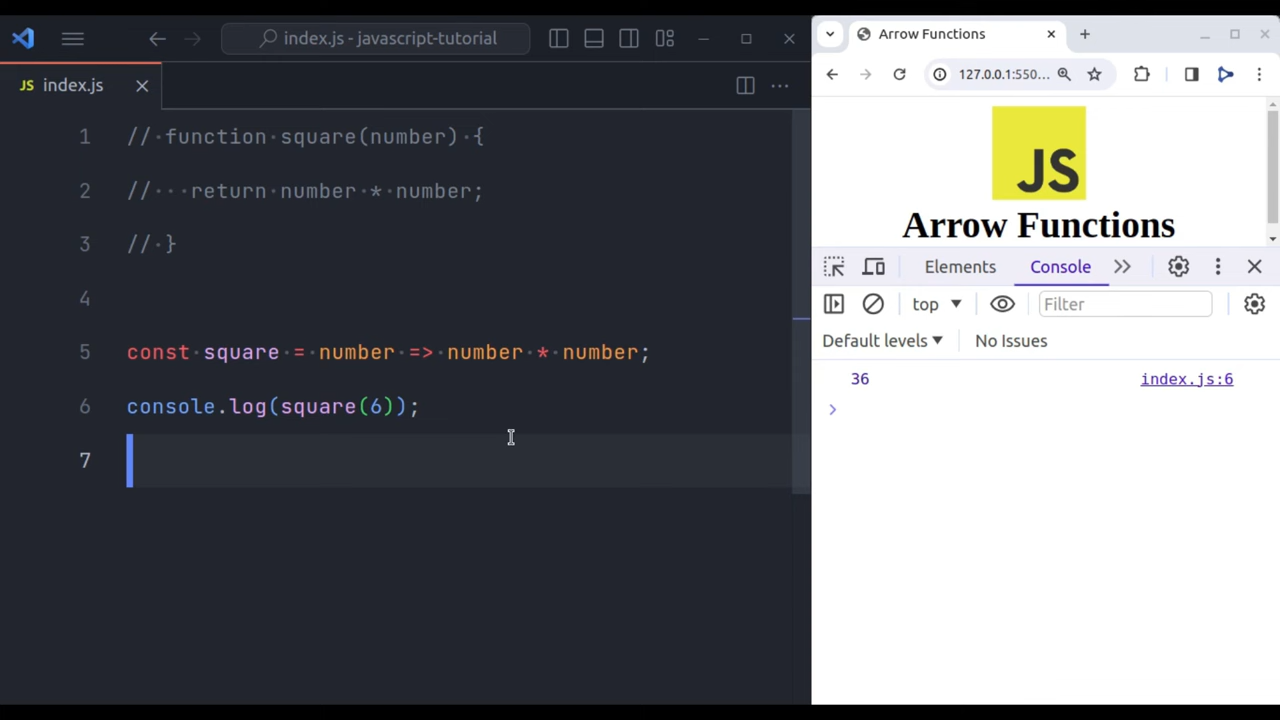 index.js - javascript-tutorial
JS index.js
1 // function square(number) {
2 //   return number * number;
3 // }
4
5 const square = number => number * number;
6 console.log(square(6));
7
Arrow Functions
127.0.0.1:550...
JS
Arrow Functions
Elements Console
top Filter
Default levels No Issues
36 index.js:6